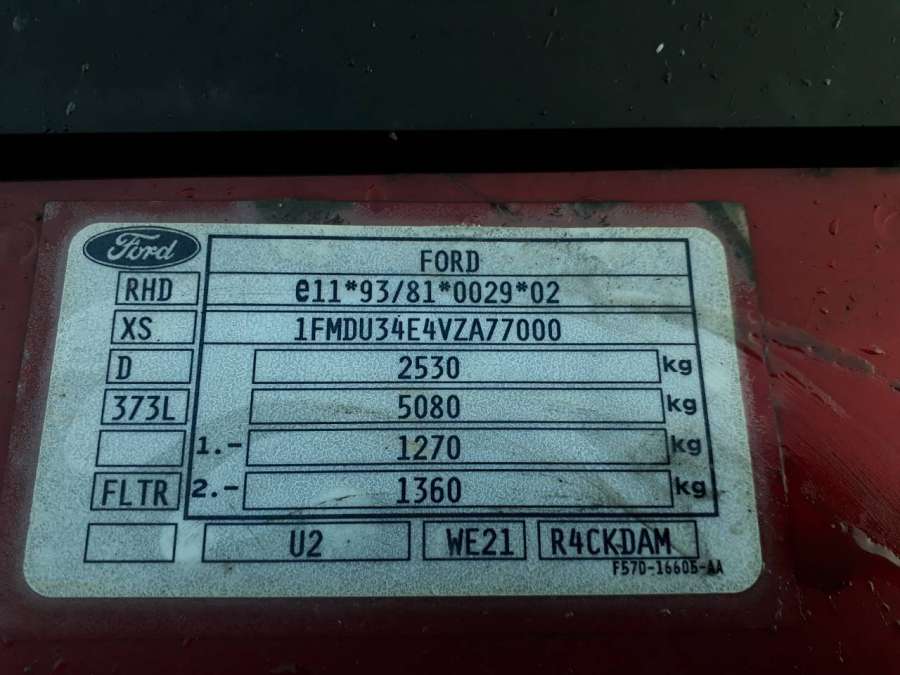 Ford
FORD
RHD e11*93/81*0029*02
XS 1FMDU34E4VZA77000
D 2530 kg
373L 5080 kg
1.- 1270 kg
FLTR 2.- 1360 kg
U2 WE21 R4CKDAM
F57D-16605-AA